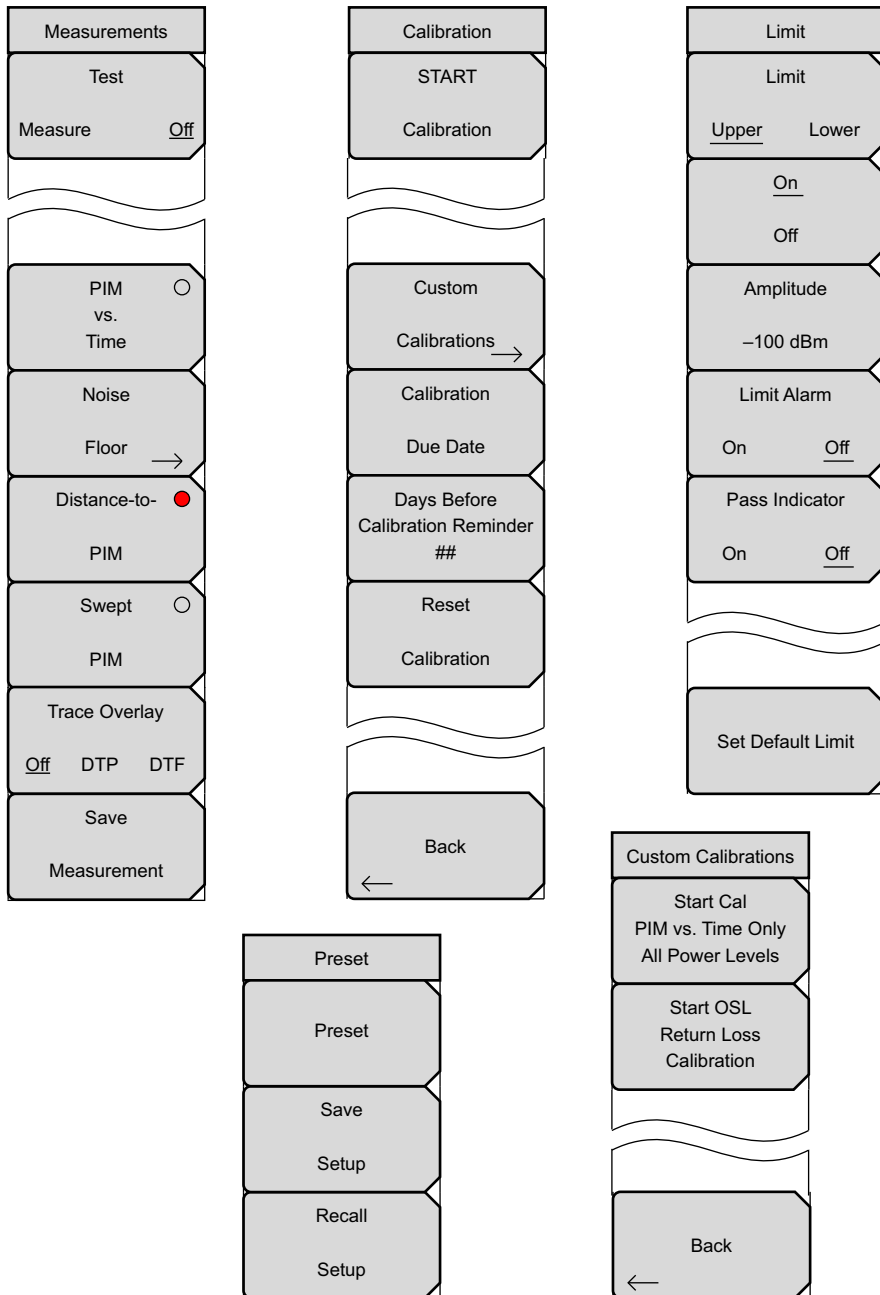 Measurements
Test
Measure Off
PIM
vs.
Time
Noise
Floor
Distance-to-
PIM
Swept
PIM
Trace Overlay
Off DTP DTF
Save
Measurement
Calibration
START
Calibration
Custom
Calibrations
Calibration
Due Date
Days Before
Calibration Reminder
##
Reset
Calibration
Back
Limit
Limit
Upper Lower
On
Off
Amplitude
–100 dBm
Limit Alarm
On Off
Pass Indicator
On Off
Set Default Limit
Preset
Preset
Save
Setup
Recall
Setup
Custom Calibrations
Start Cal
PIM vs. Time Only
All Power Levels
Start OSL
Return Loss
Calibration
Back